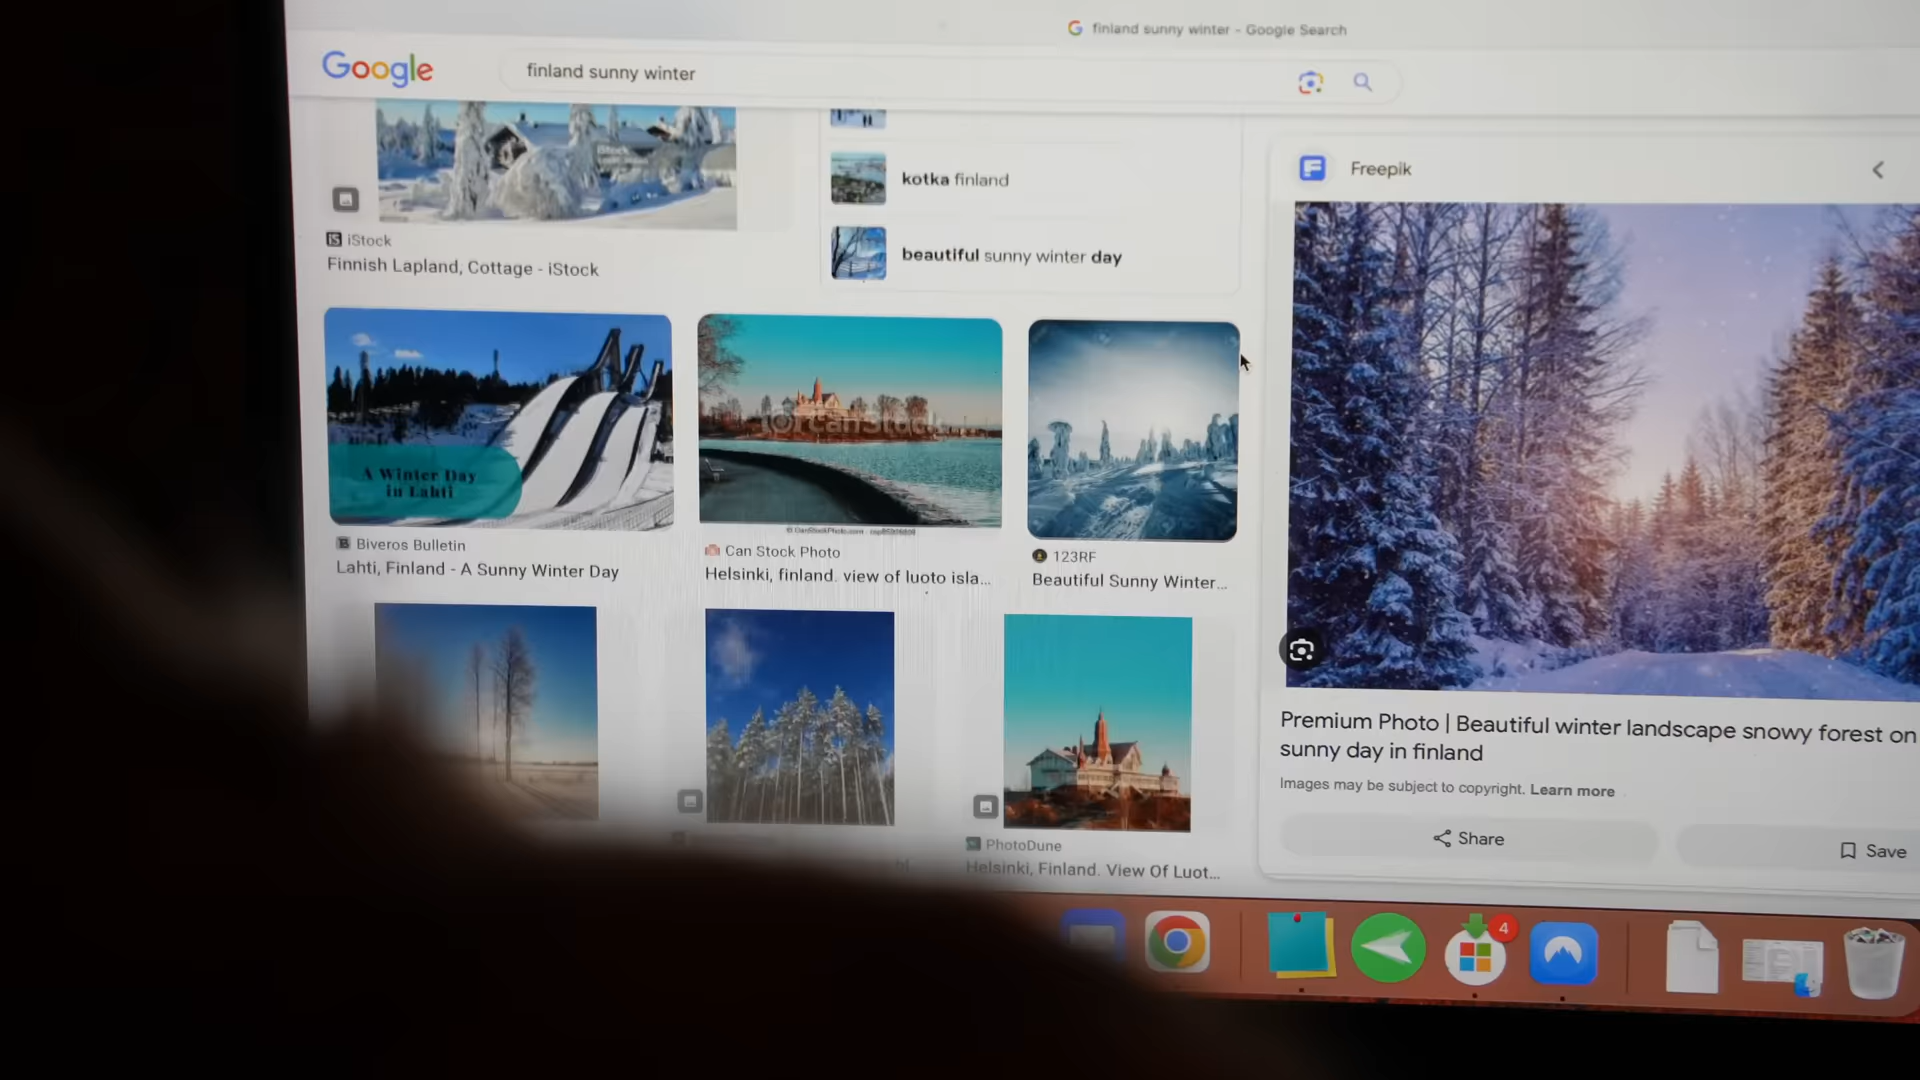 finland sunny winter - Google Search
Google
finland sunny winter
iStock
Finnish Lapland, Cottage - iStock
kotka finland
beautiful sunny winter day
A Winter Day
in Lahti
Biveros Bulletin
Lahti, Finland - A Sunny Winter Day
Can Stock Photo
Helsinki, finland. view of luoto isla...
123RF
Beautiful Sunny Winter...
PhotoDune
Helsinki, Finland. View Of Luot...
Freepik
Premium Photo | Beautiful winter landscape snowy forest on
sunny day in finland
Images may be subject to copyright. Learn more
Share
Save
4